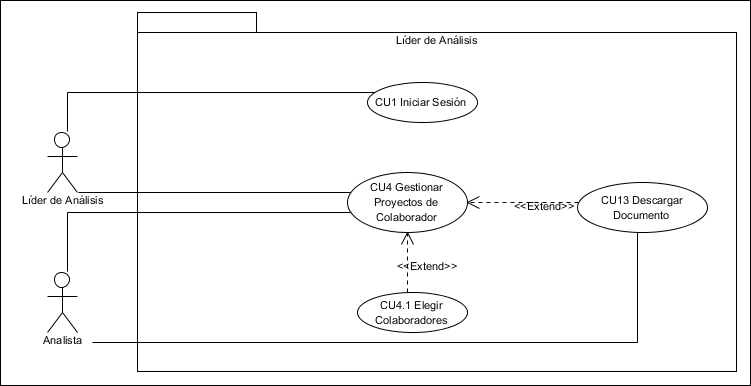 Líder de Análisis
CU1 Iniciar Sesión
Líder de Análisis
CU4 Gestionar
Proyectos de
Colaborador
<<Extend>>
CU13 Descargar
Documento
<<Extend>>
CU4.1 Elegir
Colaboradores
Analista